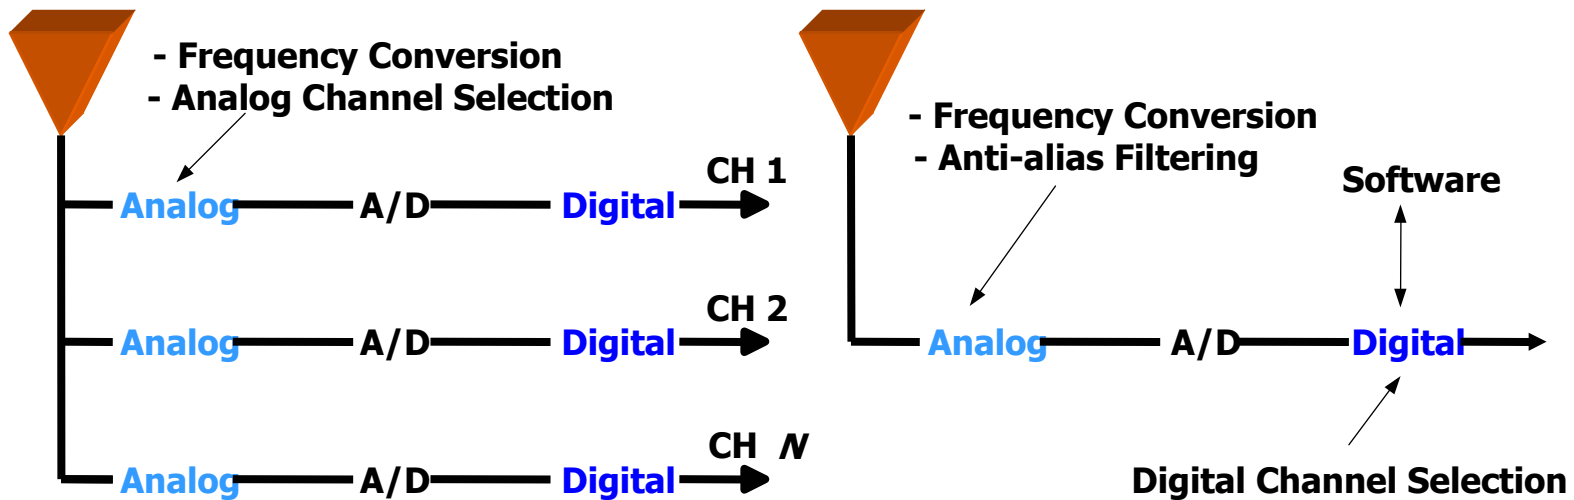 - Frequency Conversion
- Analog Channel Selection
CH 1
Analog A/D Digital
CH 2
Analog A/D Digital
CH N
Analog A/D Digital
- Frequency Conversion
- Anti-alias Filtering
Software
Analog A/D Digital
Digital Channel Selection